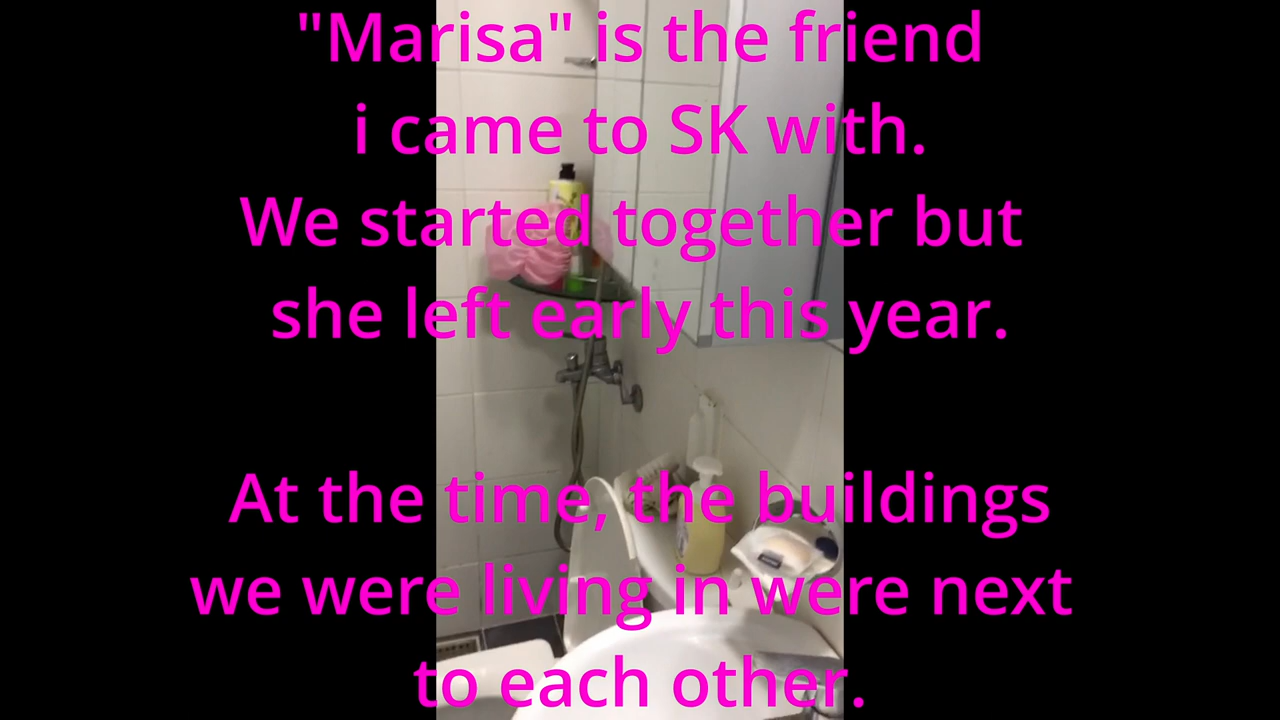 "Marisa" is the friend
i came to SK with.
We started together but
she left early this year.
At the time, the buildings
we were living in were next
to each other.